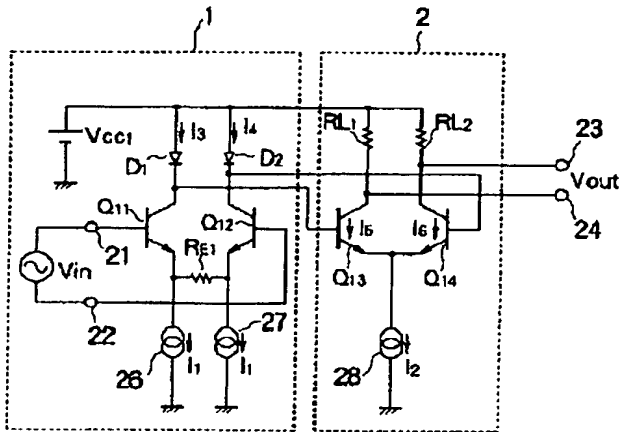 1
2
I3
I4
RL1
RL2
23
Vcc1
D1
D2
Vout
24
Q11
Q12
I5
I6
21
RE1
Q13
Q14
Vin
22
27
26
I1
I1
28
I2